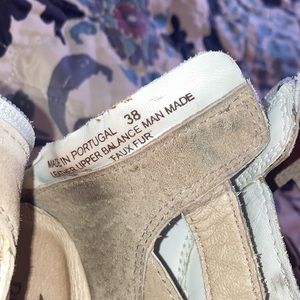 38
MADE IN PORTUGAL
LEATHER UPPER BALANCE MAN MADE
FAUX FUR